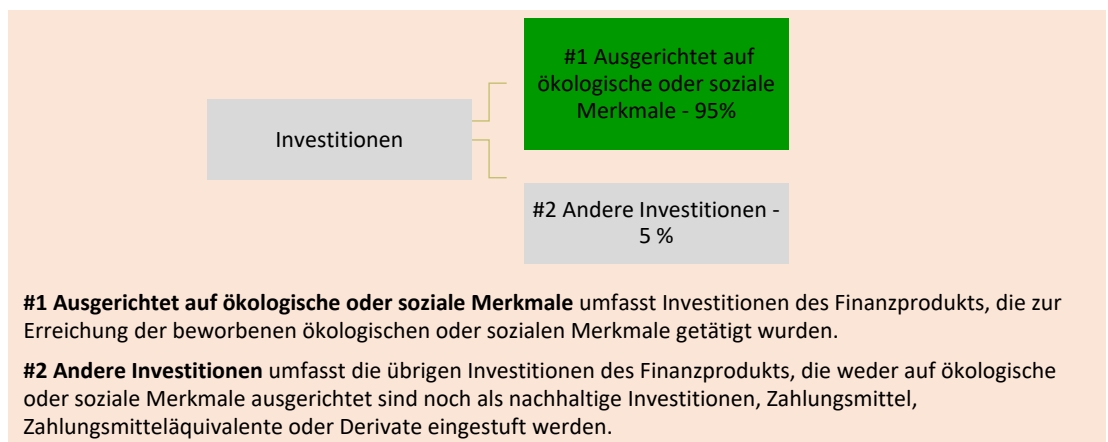 #1 Ausgerichtet auf
ökologische oder soziale
Merkmale - 95%
Investitionen
#2 Andere Investitionen -
5 %
#1 Ausgerichtet auf ökologische oder soziale Merkmale umfasst Investitionen des Finanzprodukts, die zur
Erreichung der beworbenen ökologischen oder sozialen Merkmale getätigt wurden.
#2 Andere Investitionen umfasst die übrigen Investitionen des Finanzprodukts, die weder auf ökologische
oder soziale Merkmale ausgerichtet sind noch als nachhaltige Investitionen, Zahlungsmittel,
Zahlungsmitteläquivalente oder Derivate eingestuft werden.